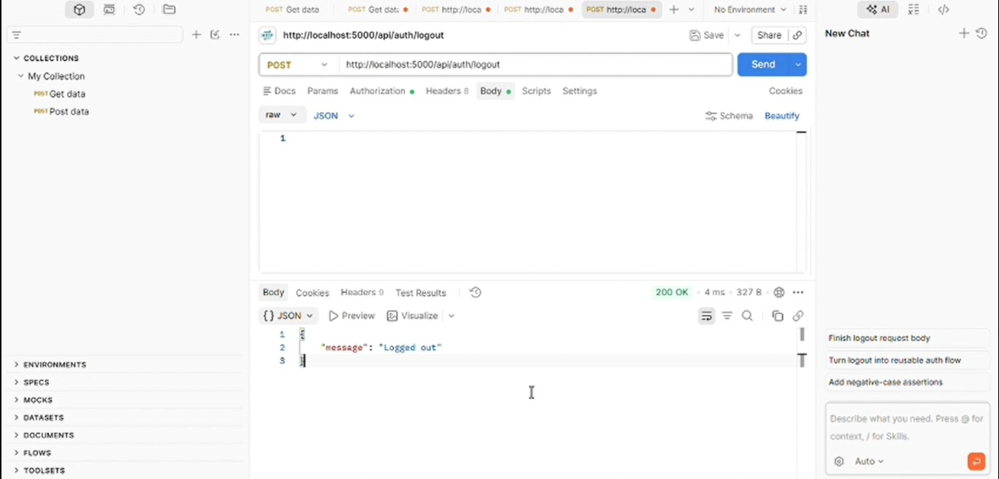 POST Get data
POST Get data
POST http://loca
POST http://loca
POST http://loca
No Environment
AI
http://localhost:5000/api/auth/logout
Save
Share
New Chat
COLLECTIONS
My Collection
POST Get data
POST Post data
POST
http://localhost:5000/api/auth/logout
Send
Docs Params Authorization Headers 8 Body Scripts Settings Cookies
raw JSON Schema Beautify
1
Body Cookies Headers 9 Test Results 200 OK • 4 ms • 327 B
{} JSON Preview Visualize
1 {
2 "message": "Logged out"
3 }
ENVIRONMENTS
SPECS
MOCKS
DATASETS
DOCUMENTS
FLOWS
TOOLSETS
Finish logout request body
Turn logout into reusable auth flow
Add negative-case assertions
Describe what you need. Press @ for
context, / for Skills.
Auto